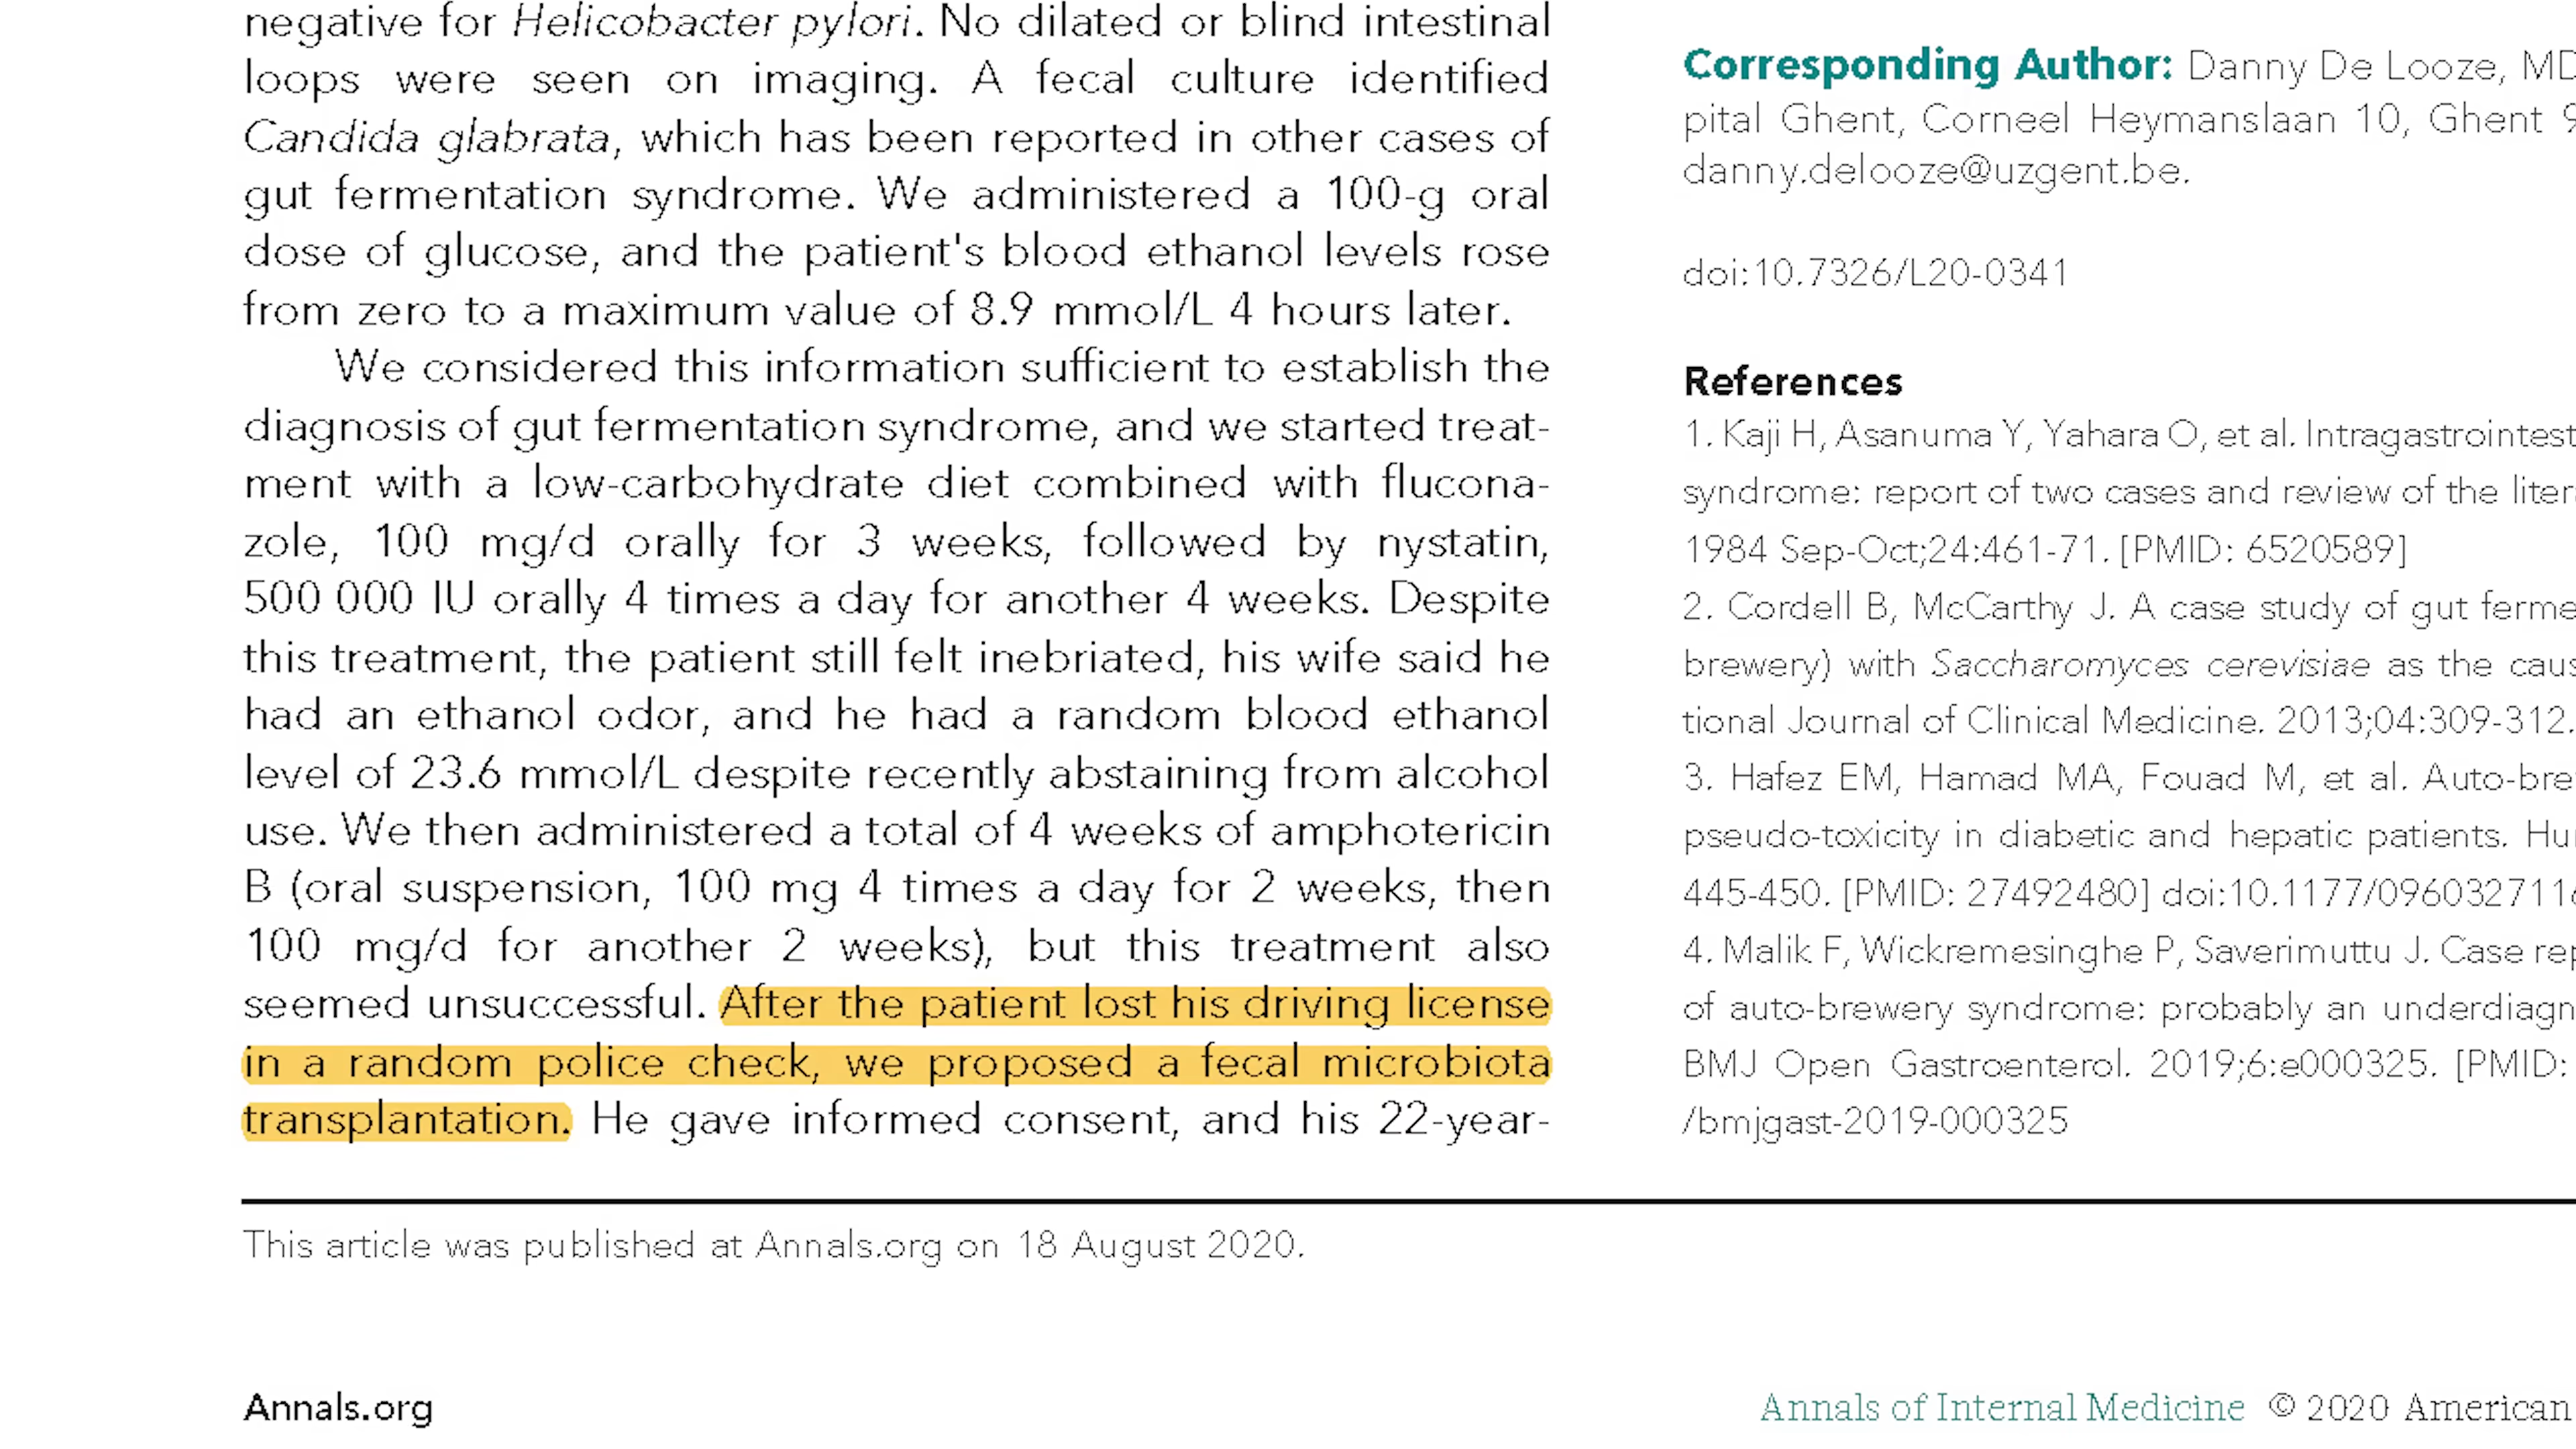 negative for Helicobacter pylori. No dilated or blind intestinal
loops were seen on imaging. A fecal culture identified
Candida glabrata, which has been reported in other cases of
gut fermentation syndrome. We administered a 100-g oral
dose of glucose, and the patient's blood ethanol levels rose
from zero to a maximum value of 8.9 mmol/L 4 hours later.
We considered this information sufficient to establish the
diagnosis of gut fermentation syndrome, and we started treat-
ment with a low-carbohydrate diet combined with flucona-
zole, 100 mg/d orally for 3 weeks, followed by nystatin,
500 000 IU orally 4 times a day for another 4 weeks. Despite
this treatment, the patient still felt inebriated, his wife said he
had an ethanol odor, and he had a random blood ethanol
level of 23.6 mmol/L despite recently abstaining from alcohol
use. We then administered a total of 4 weeks of amphotericin
B (oral suspension, 100 mg 4 times a day for 2 weeks, then
100 mg/d for another 2 weeks), but this treatment also
seemed unsuccessful. After the patient lost his driving license
in a random police check, we proposed a fecal microbiota
transplantation. He gave informed consent, and his 22-year-
Corresponding Author: Danny De Looze, MD
pital Ghent, Corneel Heymanslaan 10, Ghent 9
danny.delooze@uzgent.be.
doi:10.7326/L20-0341
References
1. Kaji H, Asanuma Y, Yahara O, et al. Intragastrointest
syndrome: report of two cases and review of the liter
1984 Sep-Oct;24:461-71. [PMID: 6520589]
2. Cordell B, McCarthy J. A case study of gut ferme
brewery) with Saccharomyces cerevisiae as the caus
tional Journal of Clinical Medicine. 2013;04:309-312.
3. Hafez EM, Hamad MA, Fouad M, et al. Auto-bre
pseudo-toxicity in diabetic and hepatic patients. Hu
445-450. [PMID: 27492480] doi:10.1177/096032711
4. Malik F, Wickremesinghe P, Saverimuttu J. Case rep
of auto-brewery syndrome: probably an underdiagn
BMJ Open Gastroenterol. 2019;6:e000325. [PMID:
/bmjgast-2019-000325
This article was published at Annals.org on 18 August 2020.
Annals.org
Annals of Internal Medicine © 2020 American